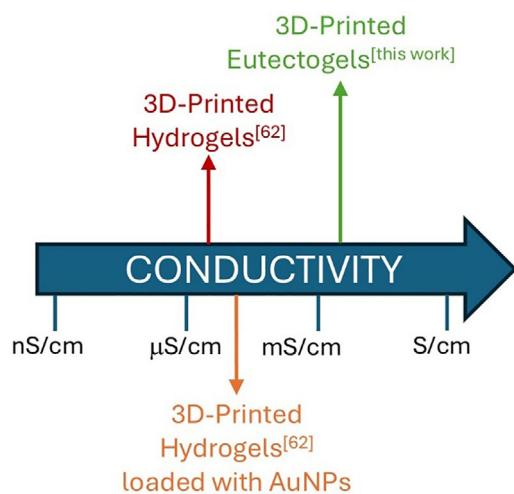 3D-Printed
Eutectogels[this work]
3D-Printed
Hydrogels[62]
CONDUCTIVITY
nS/cm
μS/cm
mS/cm
S/cm
3D-Printed
Hydrogels[62]
loaded with AuNPs